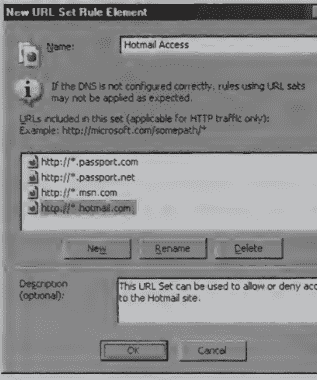 New URL Set Rule Element
Name:
Hotmail Access
If the DNS is not configured correctly, rules using URL sets
may not be applied as expected.
URLs included in this set (applicable for HTTP traffic only):
Example: http://microsoft.com/somepath/*
http://*.passport.com
http://*.passport.net
http://*.msn.com
http://*.hotmail.com
New
Rename
Delete
Description
(optional):
This URL Set can be used to allow or deny acc
to the Hotmail site.
OK
Cancel